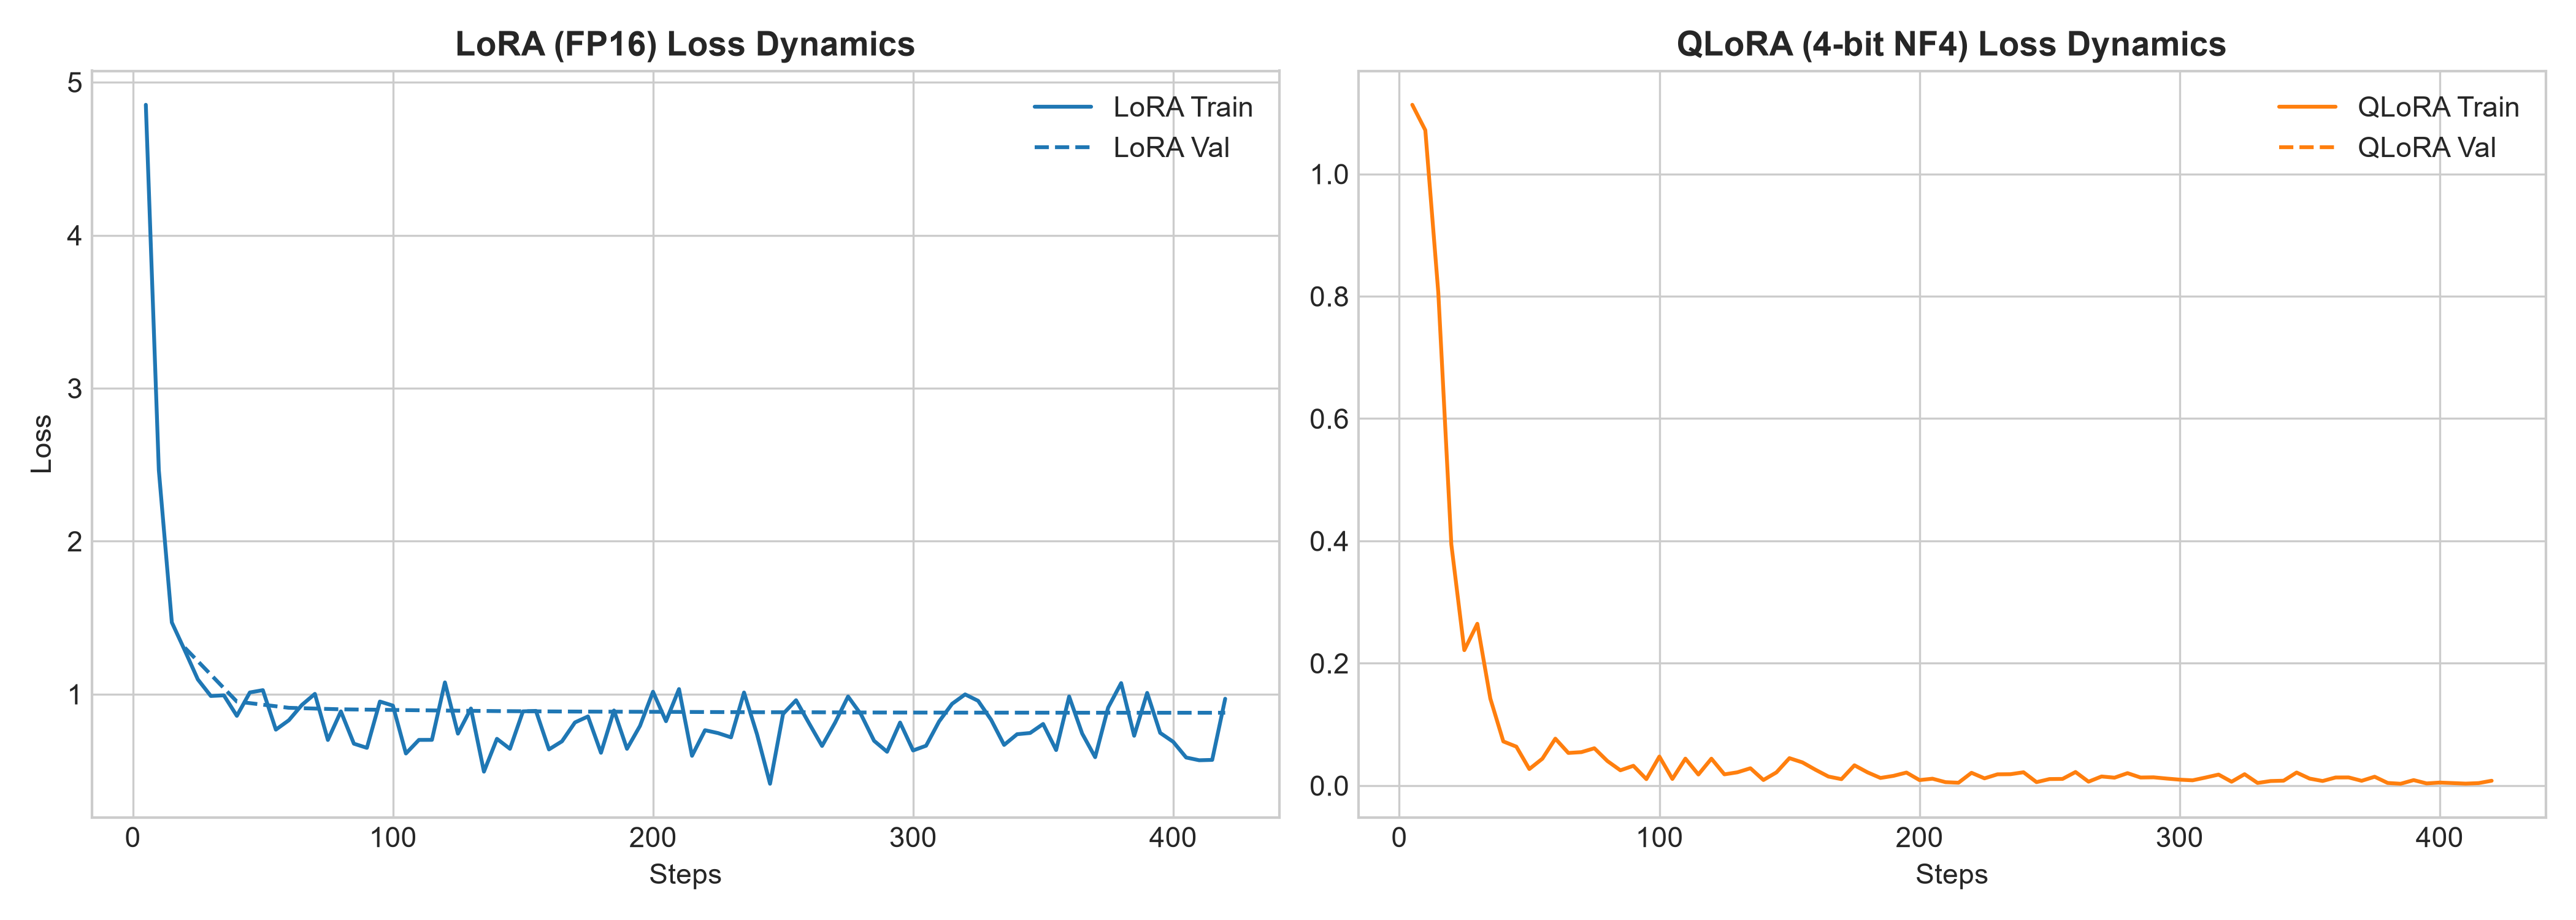 LoRA (FP16) Loss Dynamics
5
4
3
2
1
Loss
LoRA Train
LoRA Val
0
100
200
300
400
Steps
QLoRA (4-bit NF4) Loss Dynamics
1.0
0.8
0.6
0.4
0.2
0.0
QLoRA Train
QLoRA Val
0
100
200
300
400
Steps